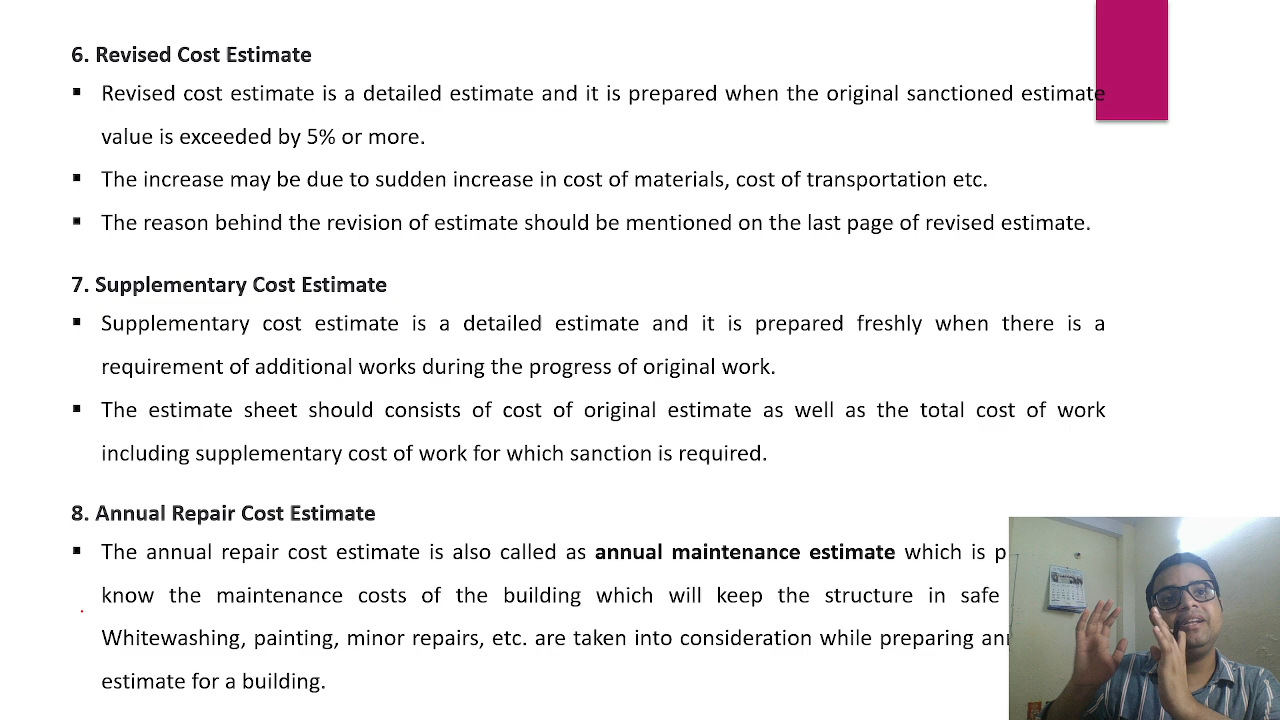 6. Revised Cost Estimate
▪ Revised cost estimate is a detailed estimate and it is prepared when the original sanctioned estimate
value is exceeded by 5% or more.
▪ The increase may be due to sudden increase in cost of materials, cost of transportation etc.
▪ The reason behind the revision of estimate should be mentioned on the last page of revised estimate.
7. Supplementary Cost Estimate
▪ Supplementary cost estimate is a detailed estimate and it is prepared freshly when there is a
requirement of additional works during the progress of original work.
▪ The estimate sheet should consists of cost of original estimate as well as the total cost of work
including supplementary cost of work for which sanction is required.
8. Annual Repair Cost Estimate
▪ The annual repair cost estimate is also called as annual maintenance estimate which is
know the maintenance costs of the building which will keep the structure in safe
Whitewashing, painting, minor repairs, etc. are taken into consideration while preparing
estimate for a building.